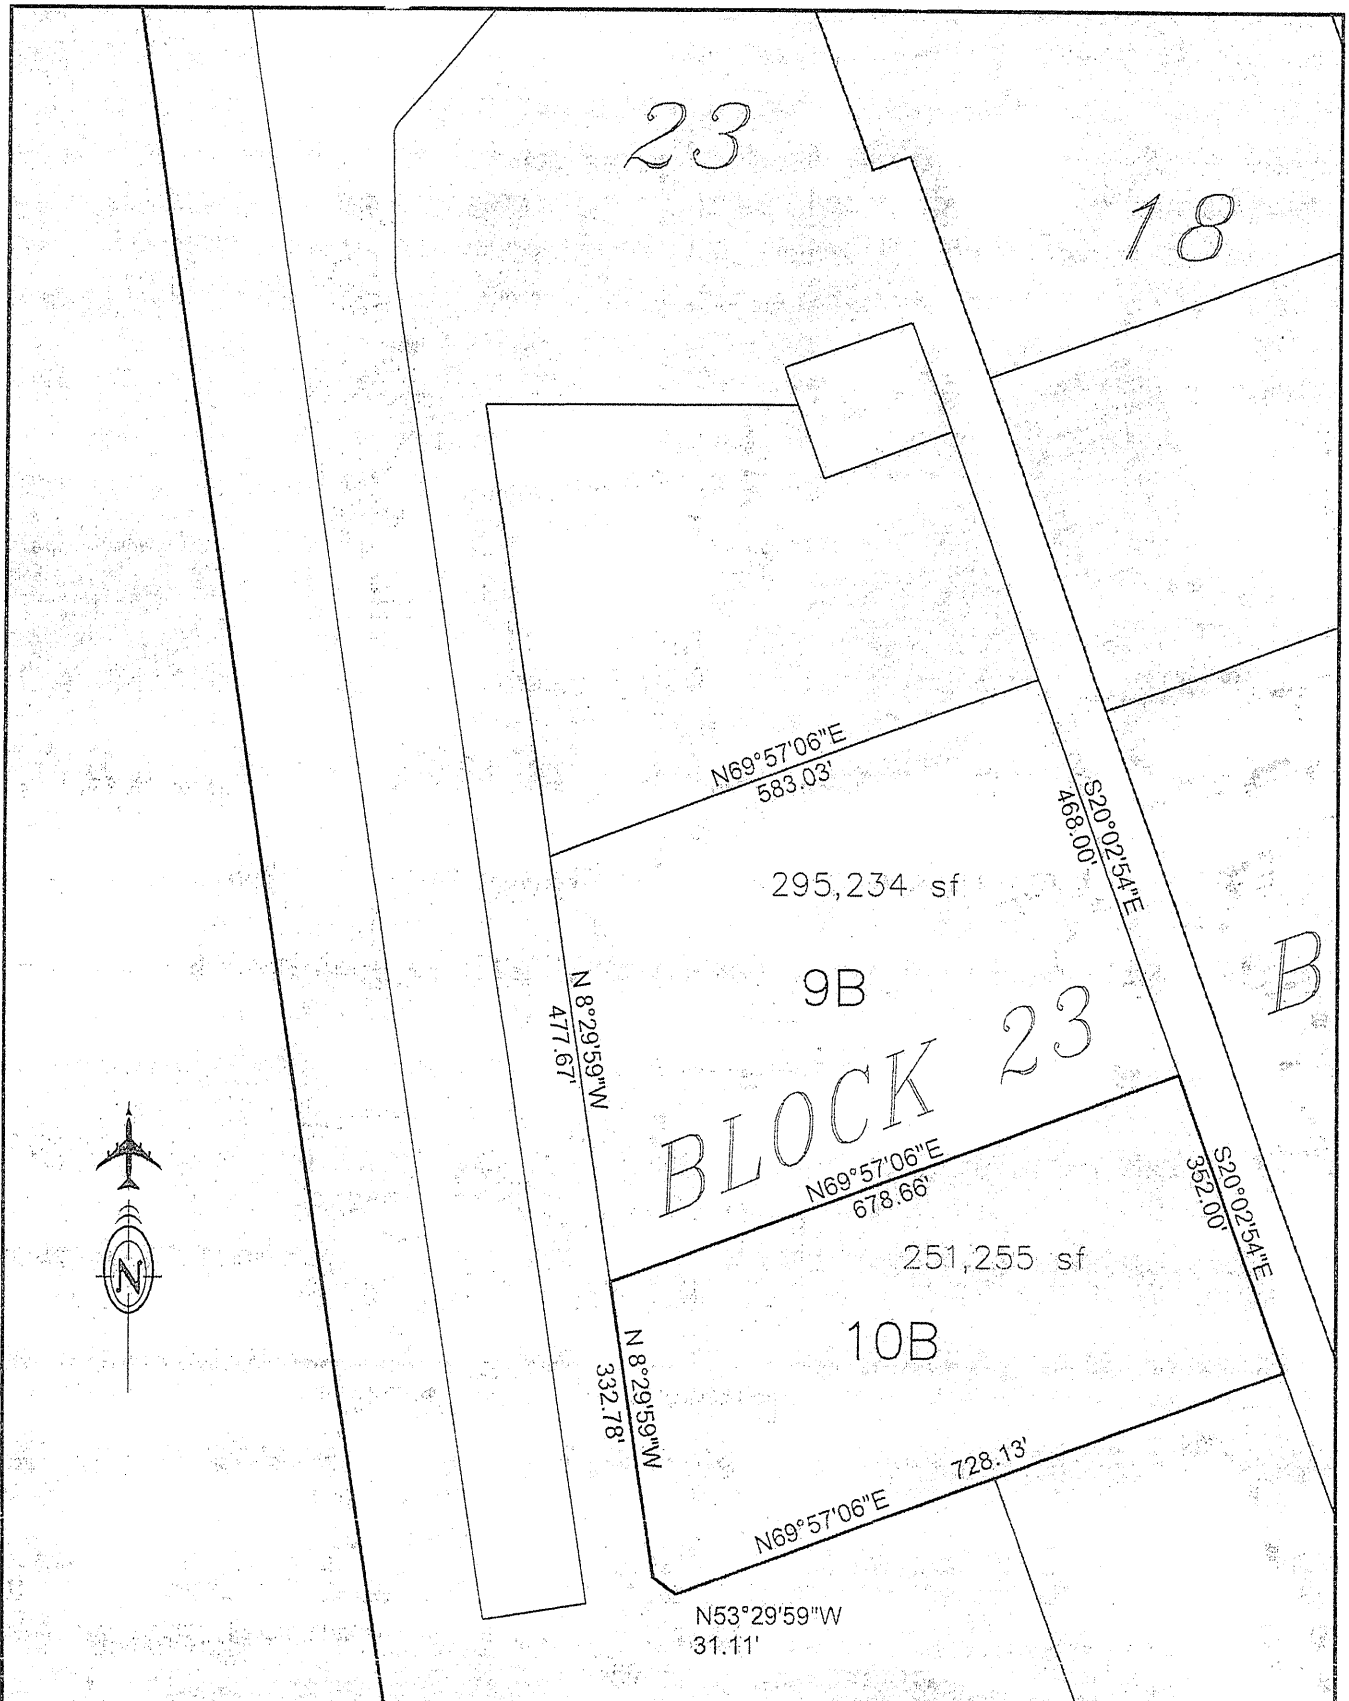 23
18
N69°57'06"E
583.03'
S20°02'54"E
468.00'
295,234 sf
9B
B
N 8°29'59"W
477.67'
BLOCK 23
N69°57'06"E
678.66'
S20°02'54"E
352.00'
251,255 sf
10B
N
N 8°29'59"W
332.78'
728.13'
N69°57'06"E
N53°29'59"W
31.11'